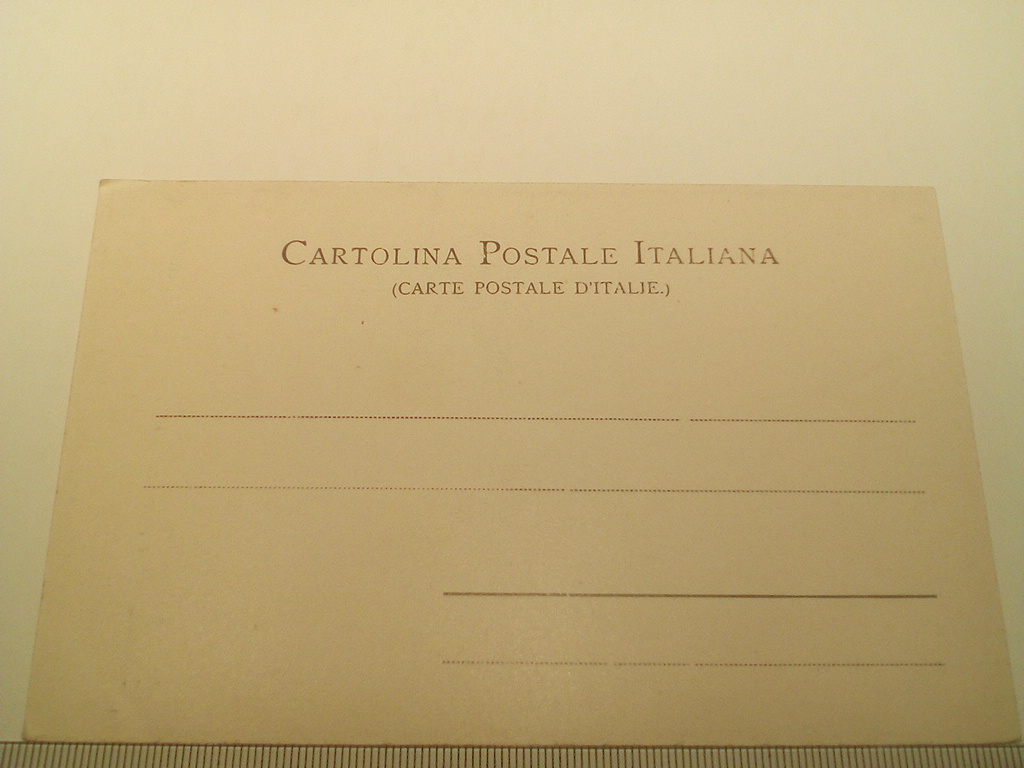 Cartolina Postale Italiana
(CARTE POSTALE D'ITALIE.)